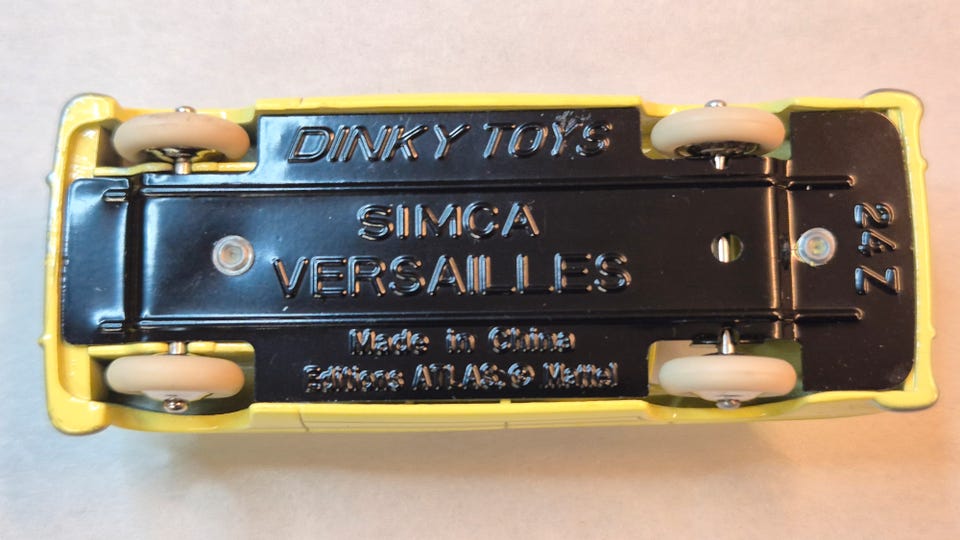 DINKY TOYS
SIMCA
VERSAILLES
Made in China
Editions ATLAS © Mattel
24Z